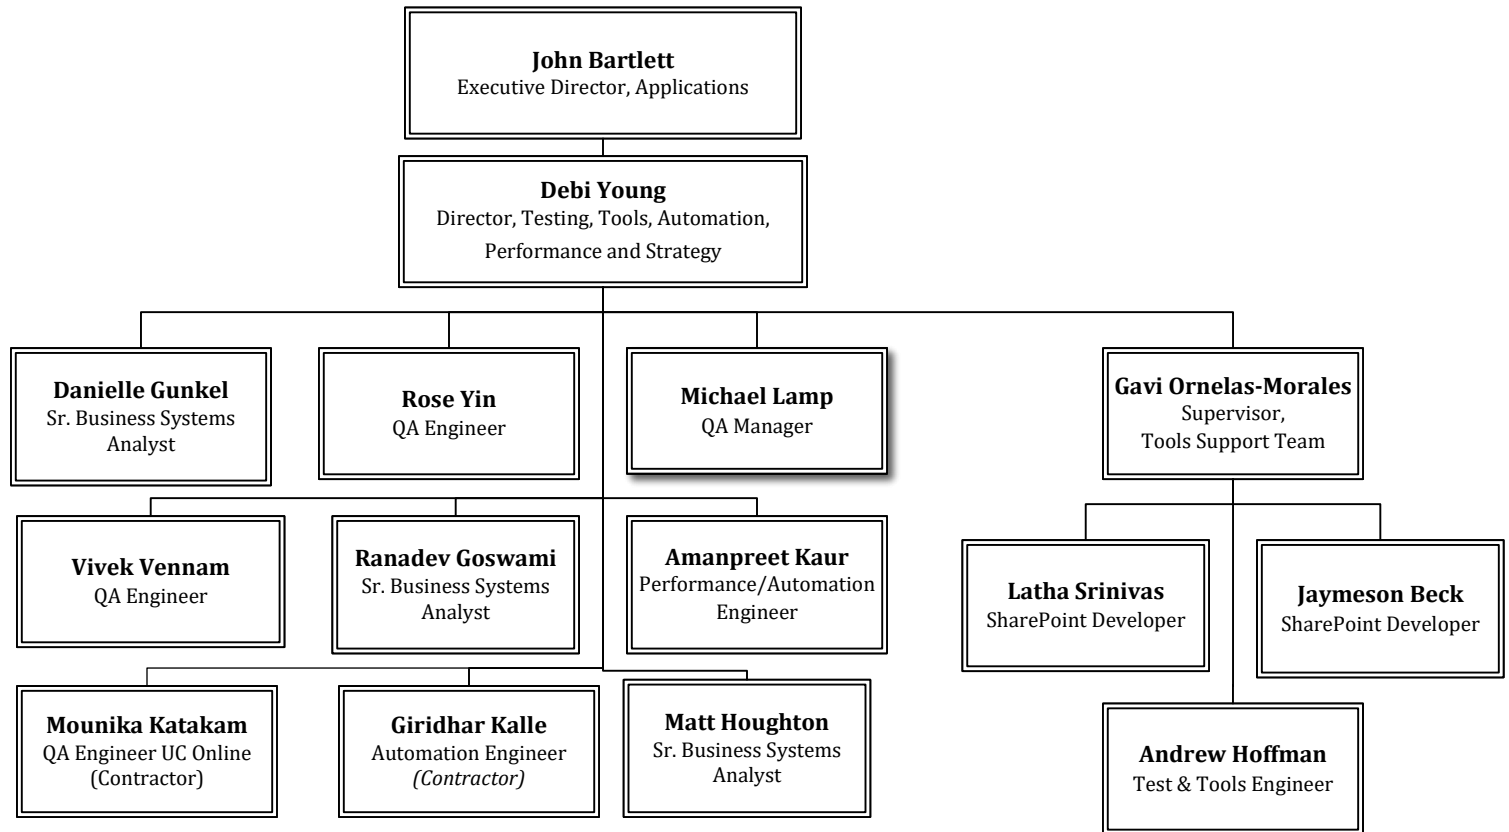 John Bartlett
Executive Director, Applications
Debi Young
Director, Testing, Tools, Automation,
Performance and Strategy
Danielle Gunkel
Sr. Business Systems
Analyst
Rose Yin
QA Engineer
Michael Lamp
QA Manager
Gavi Ornelas-Morales
Supervisor,
Tools Support Team
Vivek Vennam
QA Engineer
Ranadev Goswami
Sr. Business Systems
Analyst
Amanpreet Kaur
Performance/Automation
Engineer
Latha Srinivas
SharePoint Developer
Jaymeson Beck
SharePoint Developer
Mounika Katakam
QA Engineer UC Online
(Contractor)
Giridhar Kalle
Automation Engineer
(Contractor)
Matt Houghton
Sr. Business Systems
Analyst
Andrew Hoffman
Test & Tools Engineer